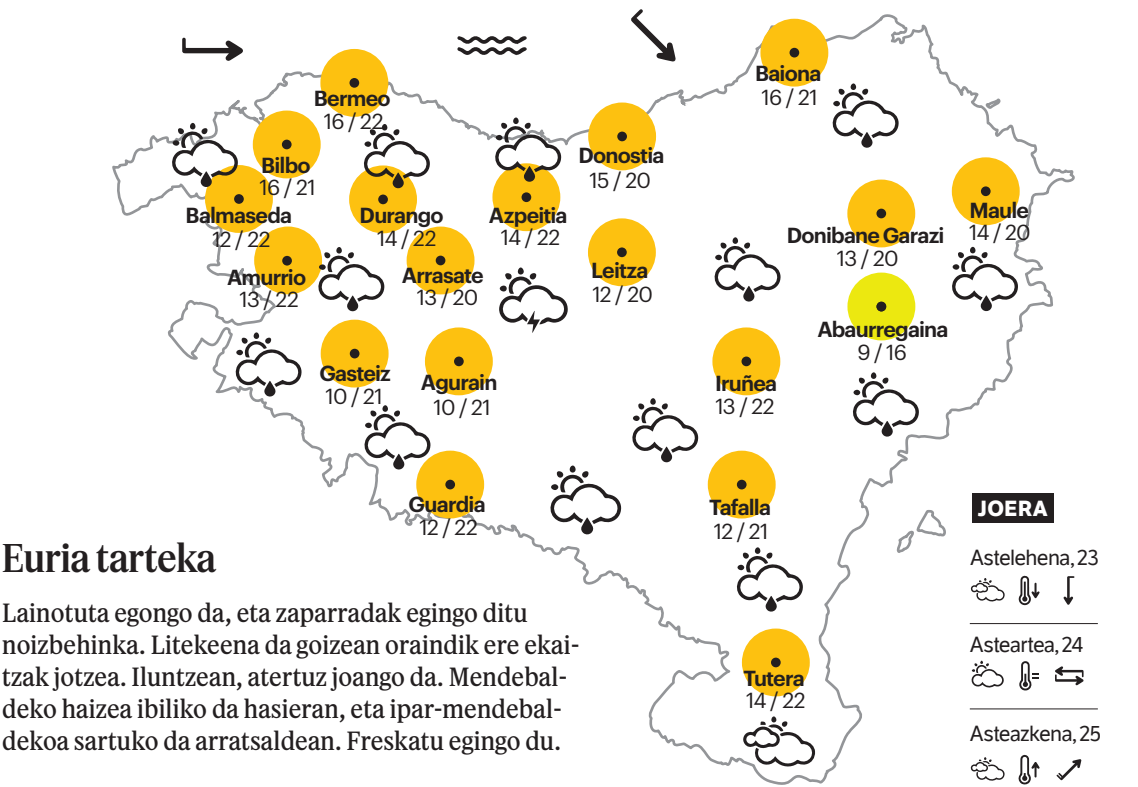 Baiona
16 / 21
Bermeo
16 / 22
Donostia
15 / 20
Bilbo
16 / 21
Balmaseda
12 / 22
Durango
14 / 22
Azpeitia
14 / 22
Maule
14 / 20
Donibane Garazi
13 / 20
Amurrio
13 / 22
Arrasate
13 / 20
Leitza
12 / 20
Abaurregaina
9 / 16
Gasteiz
10 / 21
Agurain
10 / 21
Iruñea
13 / 22
Guardia
12 / 22
Tafalla
12 / 21
Tutera
14 / 22
Euria tarteka
Lainotuta egongo da, eta zaparradak egingo ditu
noizbehinka. Litekeena da goizean oraindik ere ekai-
tzak jotzea. Iluntzean, atertuz joango da. Mendebal-
deko haizea ibiliko da hasieran, eta ipar-mendebal-
dekoa sartuko da arratsaldean. Freskatu egingo du.
JOERA
Astelehena, 23
Asteartea, 24
Asteazkena, 25